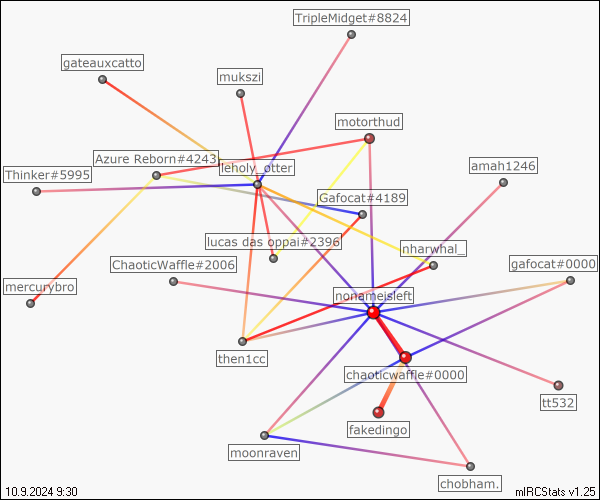 TripleMidget#8824
gateauxcatto
mukszi
motorthud
Azure Reborn#4243
leholy_otter
amah1246
Thinker#5995
Gafocat#4189
lucas das oppai#2396
nharwhal_
ChaoticWaffle#2006
gafocat#0000
mercurybro
nonameisleft
then1cc
chaoticwaffle#0000
tt532
fakedingo
moonraven
chobham.
10.9.2024 9:30
mIRCStats v1.25